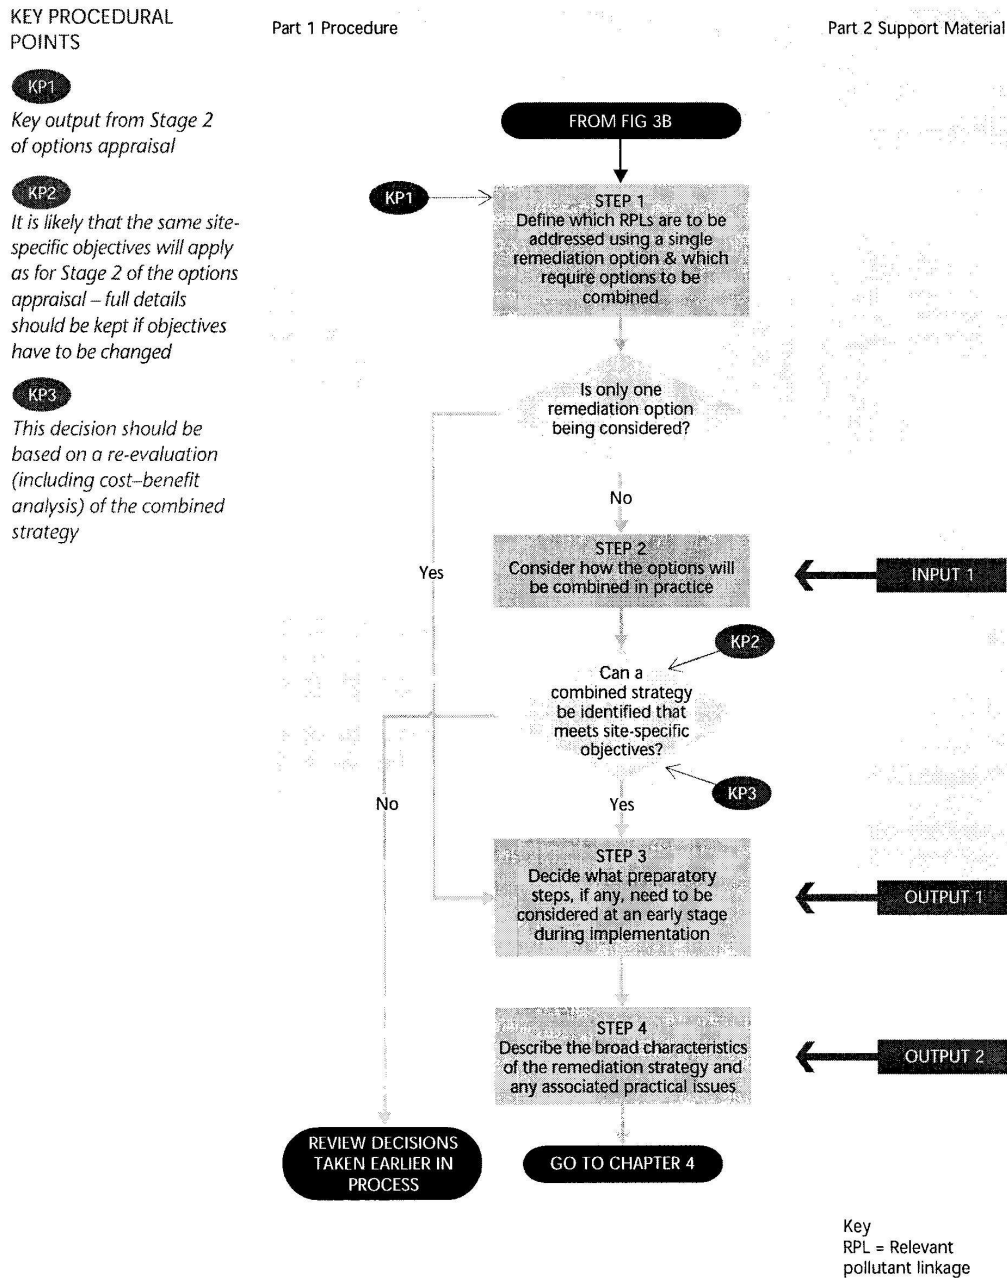 KEY PROCEDURAL
POINTS
KP1
Key output from Stage 2
of options appraisal
KP2
It is likely that the same site-
specific objectives will apply
as for Stage 2 of the options
appraisal – full details
should be kept if objectives
have to be changed
KP3
This decision should be
based on a re-evaluation
(including cost–benefit
analysis) of the combined
strategy
Part 1 Procedure
Part 2 Support Material
FROM FIG 3B
KP1
STEP 1
Define which RPLs are to be
addressed using a single
remediation option & which
require options to be
combined
Is only one
remediation option
being considered?
No
Yes
STEP 2
Consider how the options will
be combined in practice
INPUT 1
KP2
Can a
combined strategy
be identified that
meets site-specific
objectives?
KP3
No
Yes
STEP 3
Decide what preparatory
steps, if any, need to be
considered at an early stage
during implementation
OUTPUT 1
STEP 4
Describe the broad characteristics
of the remediation strategy and
any associated practical issues
OUTPUT 2
REVIEW DECISIONS
TAKEN EARLIER IN
PROCESS
GO TO CHAPTER 4
Key
RPL = Relevant
pollutant linkage